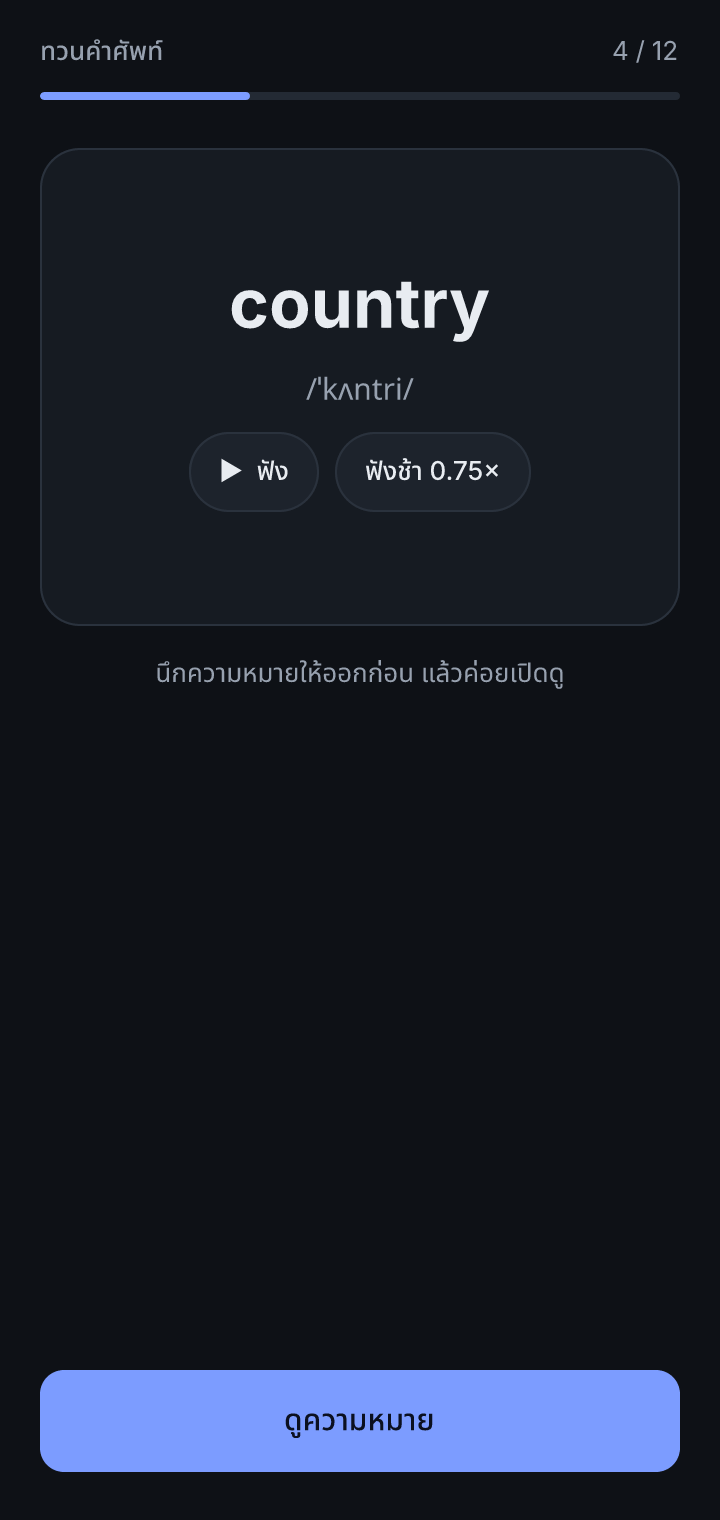 ทวนคำศัพท์ 4 / 12
country
/ˈkʌntri/
▶ ฟัง ฟังช้า 0.75×
นึกความหมายให้ออกก่อน แล้วค่อยเปิดดู
ดูความหมาย